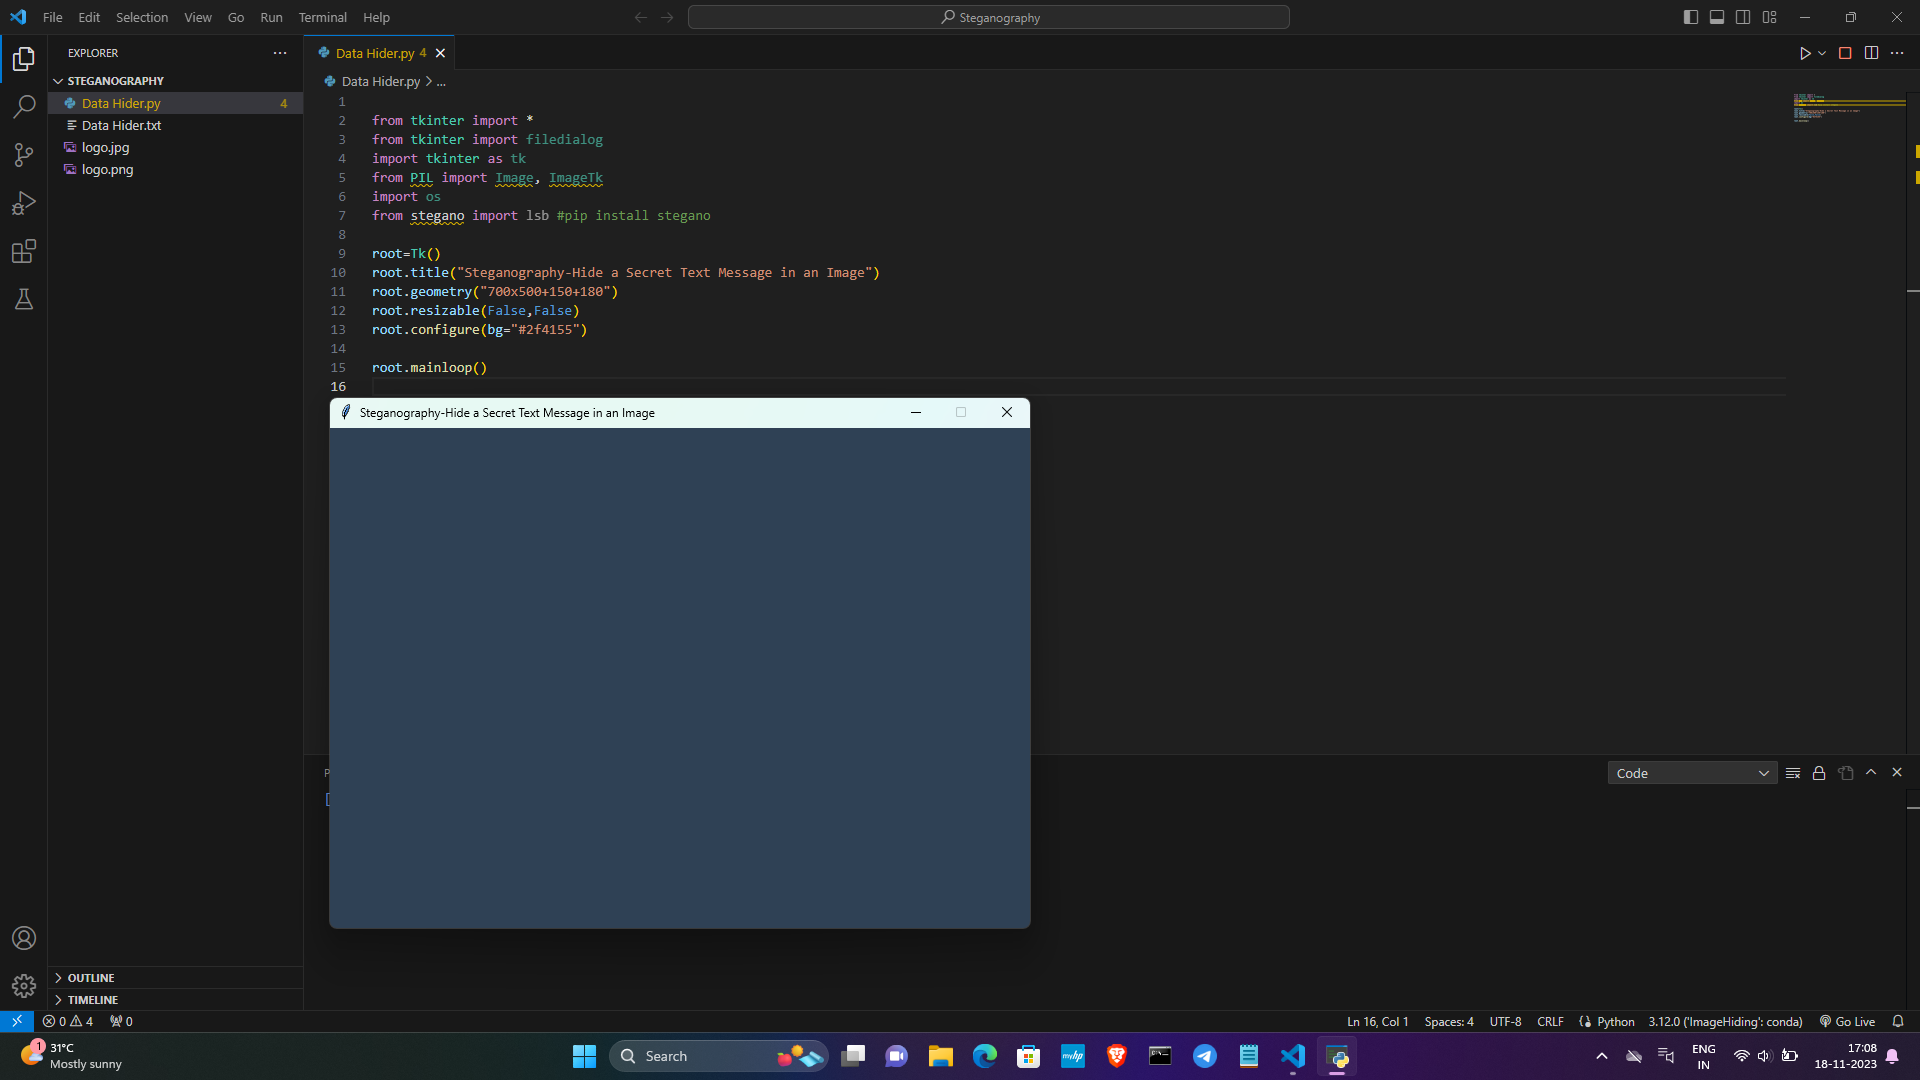 File Edit Selection View Go Run Terminal Help
Steganography
EXPLORER
STEGANOGRAPHY
Data Hider.py 4
Data Hider.txt
logo.jpg
logo.png
OUTLINE
TIMELINE
Data Hider.py 4
Data Hider.py > ...
1
2 from tkinter import *
3 from tkinter import filedialog
4 import tkinter as tk
5 from PIL import Image, ImageTk
6 import os
7 from stegano import lsb #pip install stegano
8
9 root=Tk()
10 root.title("Steganography-Hide a Secret Text Message in an Image")
11 root.geometry("700x500+150+180")
12 root.resizable(False,False)
13 root.configure(bg="#2f4155")
14
15 root.mainloop()
16
Steganography-Hide a Secret Text Message in an Image
P
[
Code
0 4 0
Ln 16, Col 1 Spaces: 4 UTF-8 CRLF Python 3.12.0 ('ImageHiding': conda) Go Live
1
31°C
Mostly sunny
Search
myhp
ENG
IN
17:08
18-11-2023